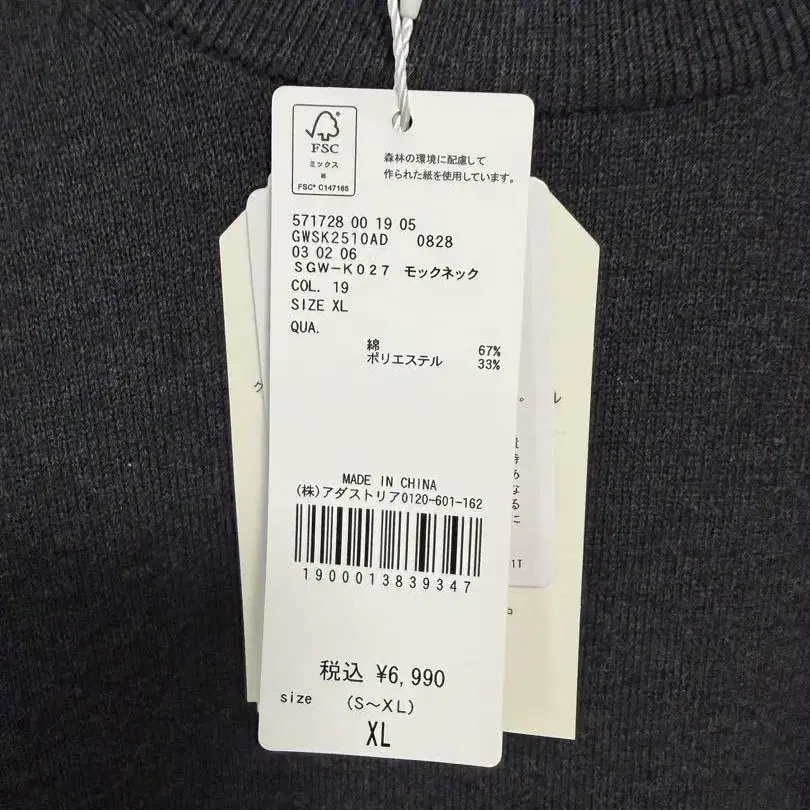 FSC
ミックス
紙
FSC® C147165
森林の環境に配慮して
作られた紙を使用しています。
571728 00 19 05
GWSK2510AD 0828
03 02 06
SGW-K027 モックネック
COL. 19
SIZE XL
QUA.
綿 67%
ポリエステル 33%
MADE IN CHINA
(株)アダストリア0120-601-162
1900013839347
税込 ¥6,990
size (S~XL)
XL